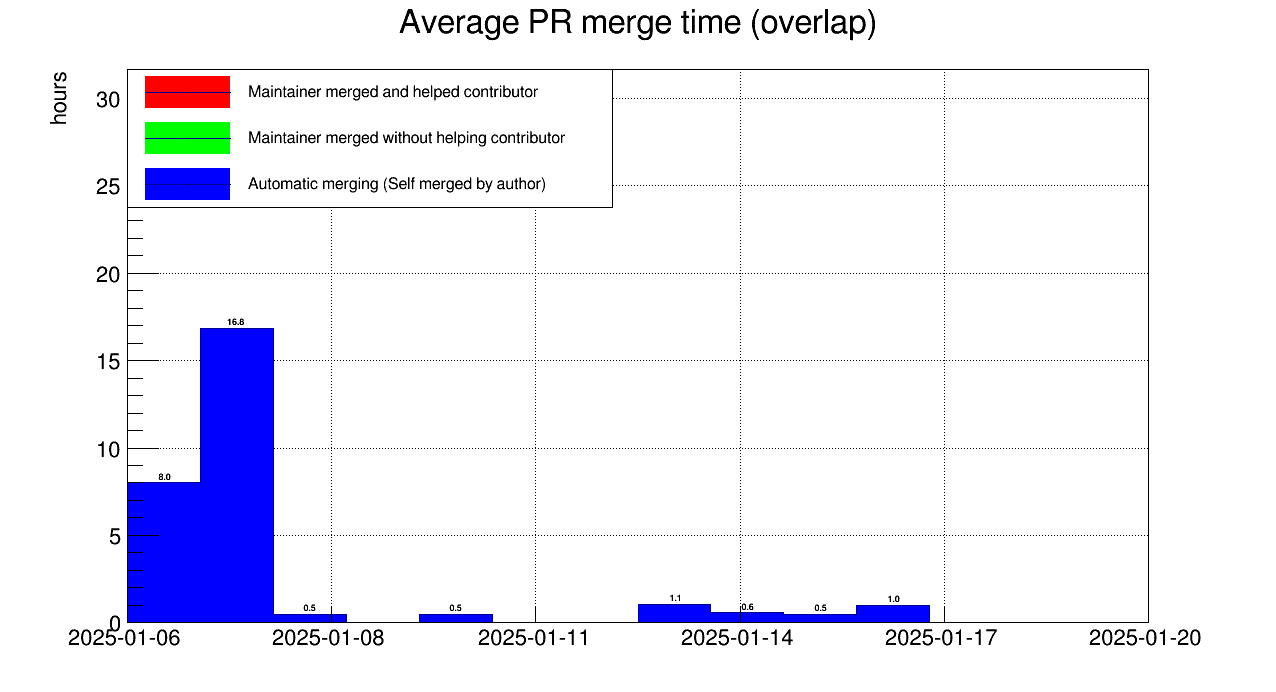 Average PR merge time (overlap)
hours
Maintainer merged and helped contributor
Maintainer merged without helping contributor
Automatic merging (Self merged by author)
30
25
20
15
10
5
0
8.0
16.8
0.5
0.5
1.1
0.6
0.5
1.0
2025-01-06 2025-01-08 2025-01-11 2025-01-14 2025-01-17 2025-01-20